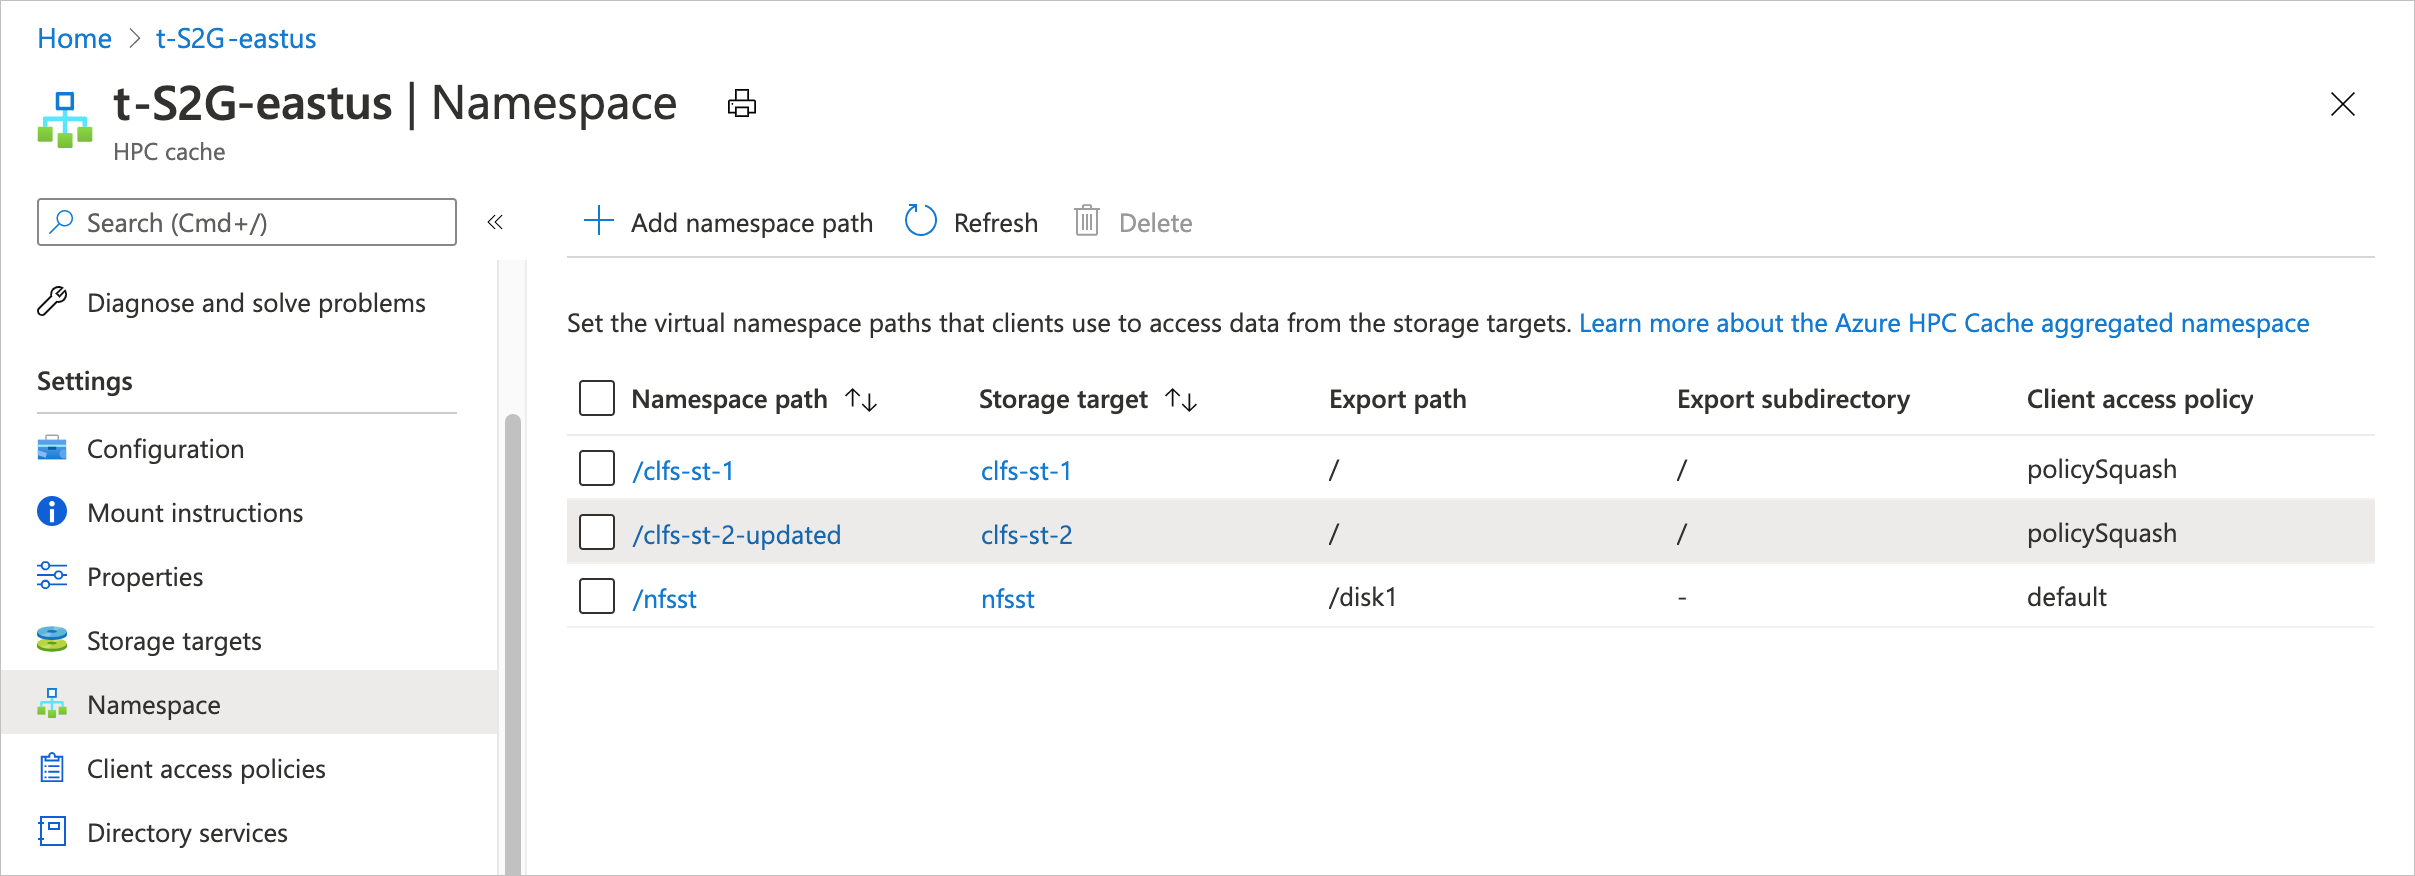 Home > t-S2G-eastus
t-S2G-eastus | Namespace
HPC cache
Search (Cmd+/)
«
Diagnose and solve problems
Settings
Configuration
Mount instructions
Properties
Storage targets
Namespace
Client access policies
Directory services
Add namespace path Refresh Delete
Set the virtual namespace paths that clients use to access data from the storage targets. Learn more about the Azure HPC Cache aggregated namespace
Namespace path ↑↓ Storage target ↑↓ Export path Export subdirectory Client access policy
/clfs-st-1 clfs-st-1 / / policySquash
/clfs-st-2-updated clfs-st-2 / / policySquash
/nfsst nfsst /disk1 - default